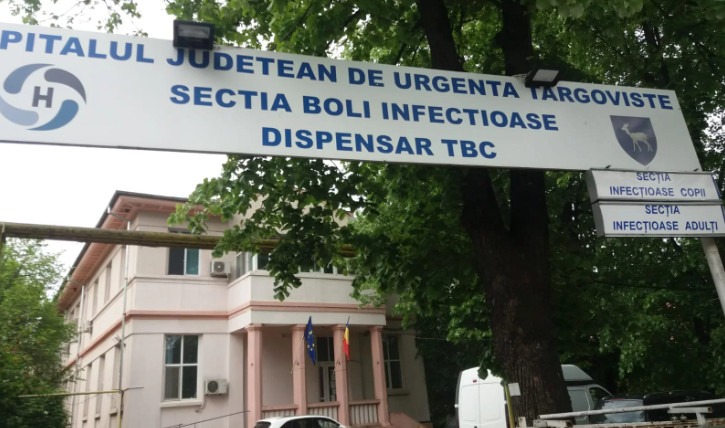 PITALUL JUDETEAN DE URGENTA TARGOVISTE
SECTIA BOLI INFECTIOASE
DISPENSAR TBC
H
SECȚIA
INFECȚIOASE COPII
SECȚIA
INFECȚIOASE ADULȚI